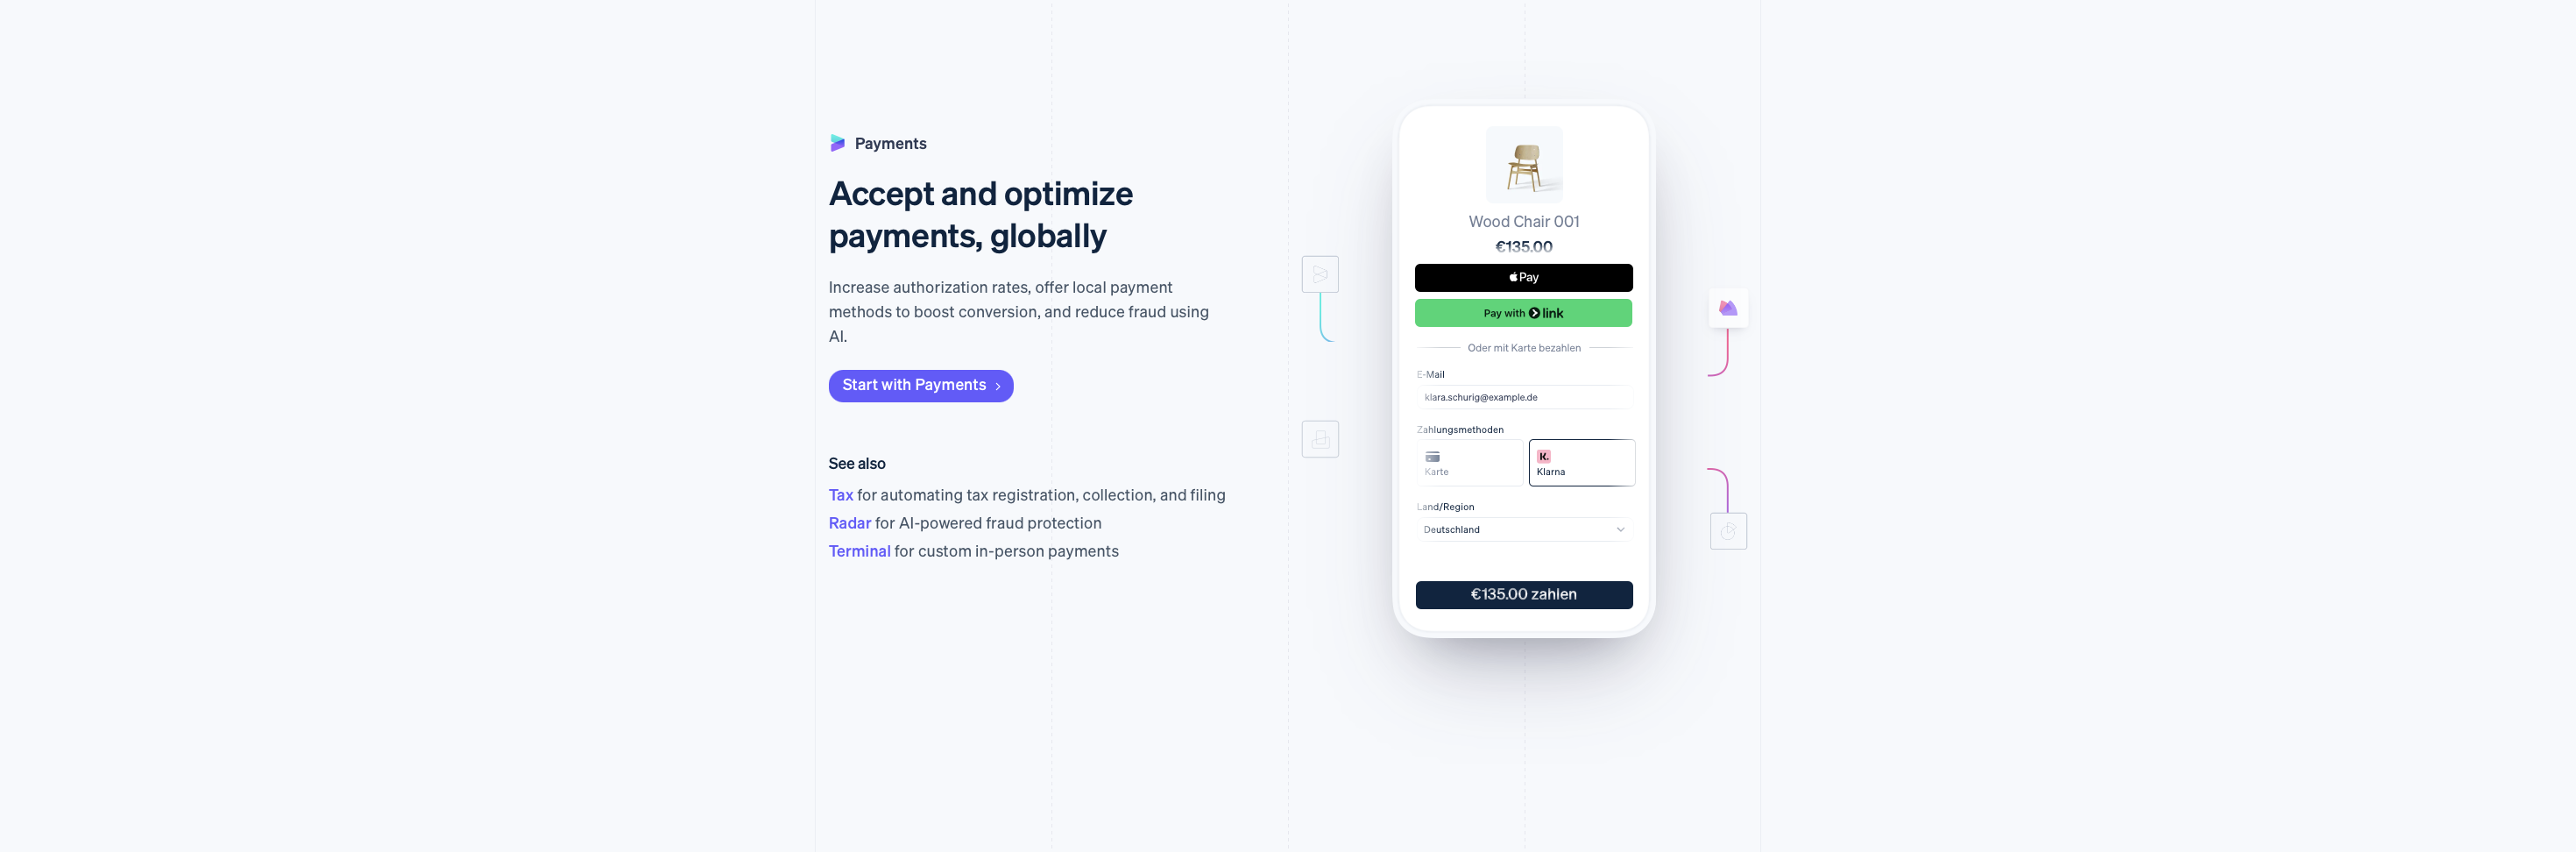 Payments
Accept and optimize
payments, globally
Increase authorization rates, offer local payment
methods to boost conversion, and reduce fraud using
AI.
Start with Payments
See also
Tax for automating tax registration, collection, and filing
Radar for AI-powered fraud protection
Terminal for custom in-person payments
Wood Chair 001
€135.00
Pay
Pay with link
Oder mit Karte bezahlen
E-Mail
klara.schurig@example.de
Zahlungsmethoden
Karte
K.
Klarna
Land/Region
Deutschland
€135.00 zahlen